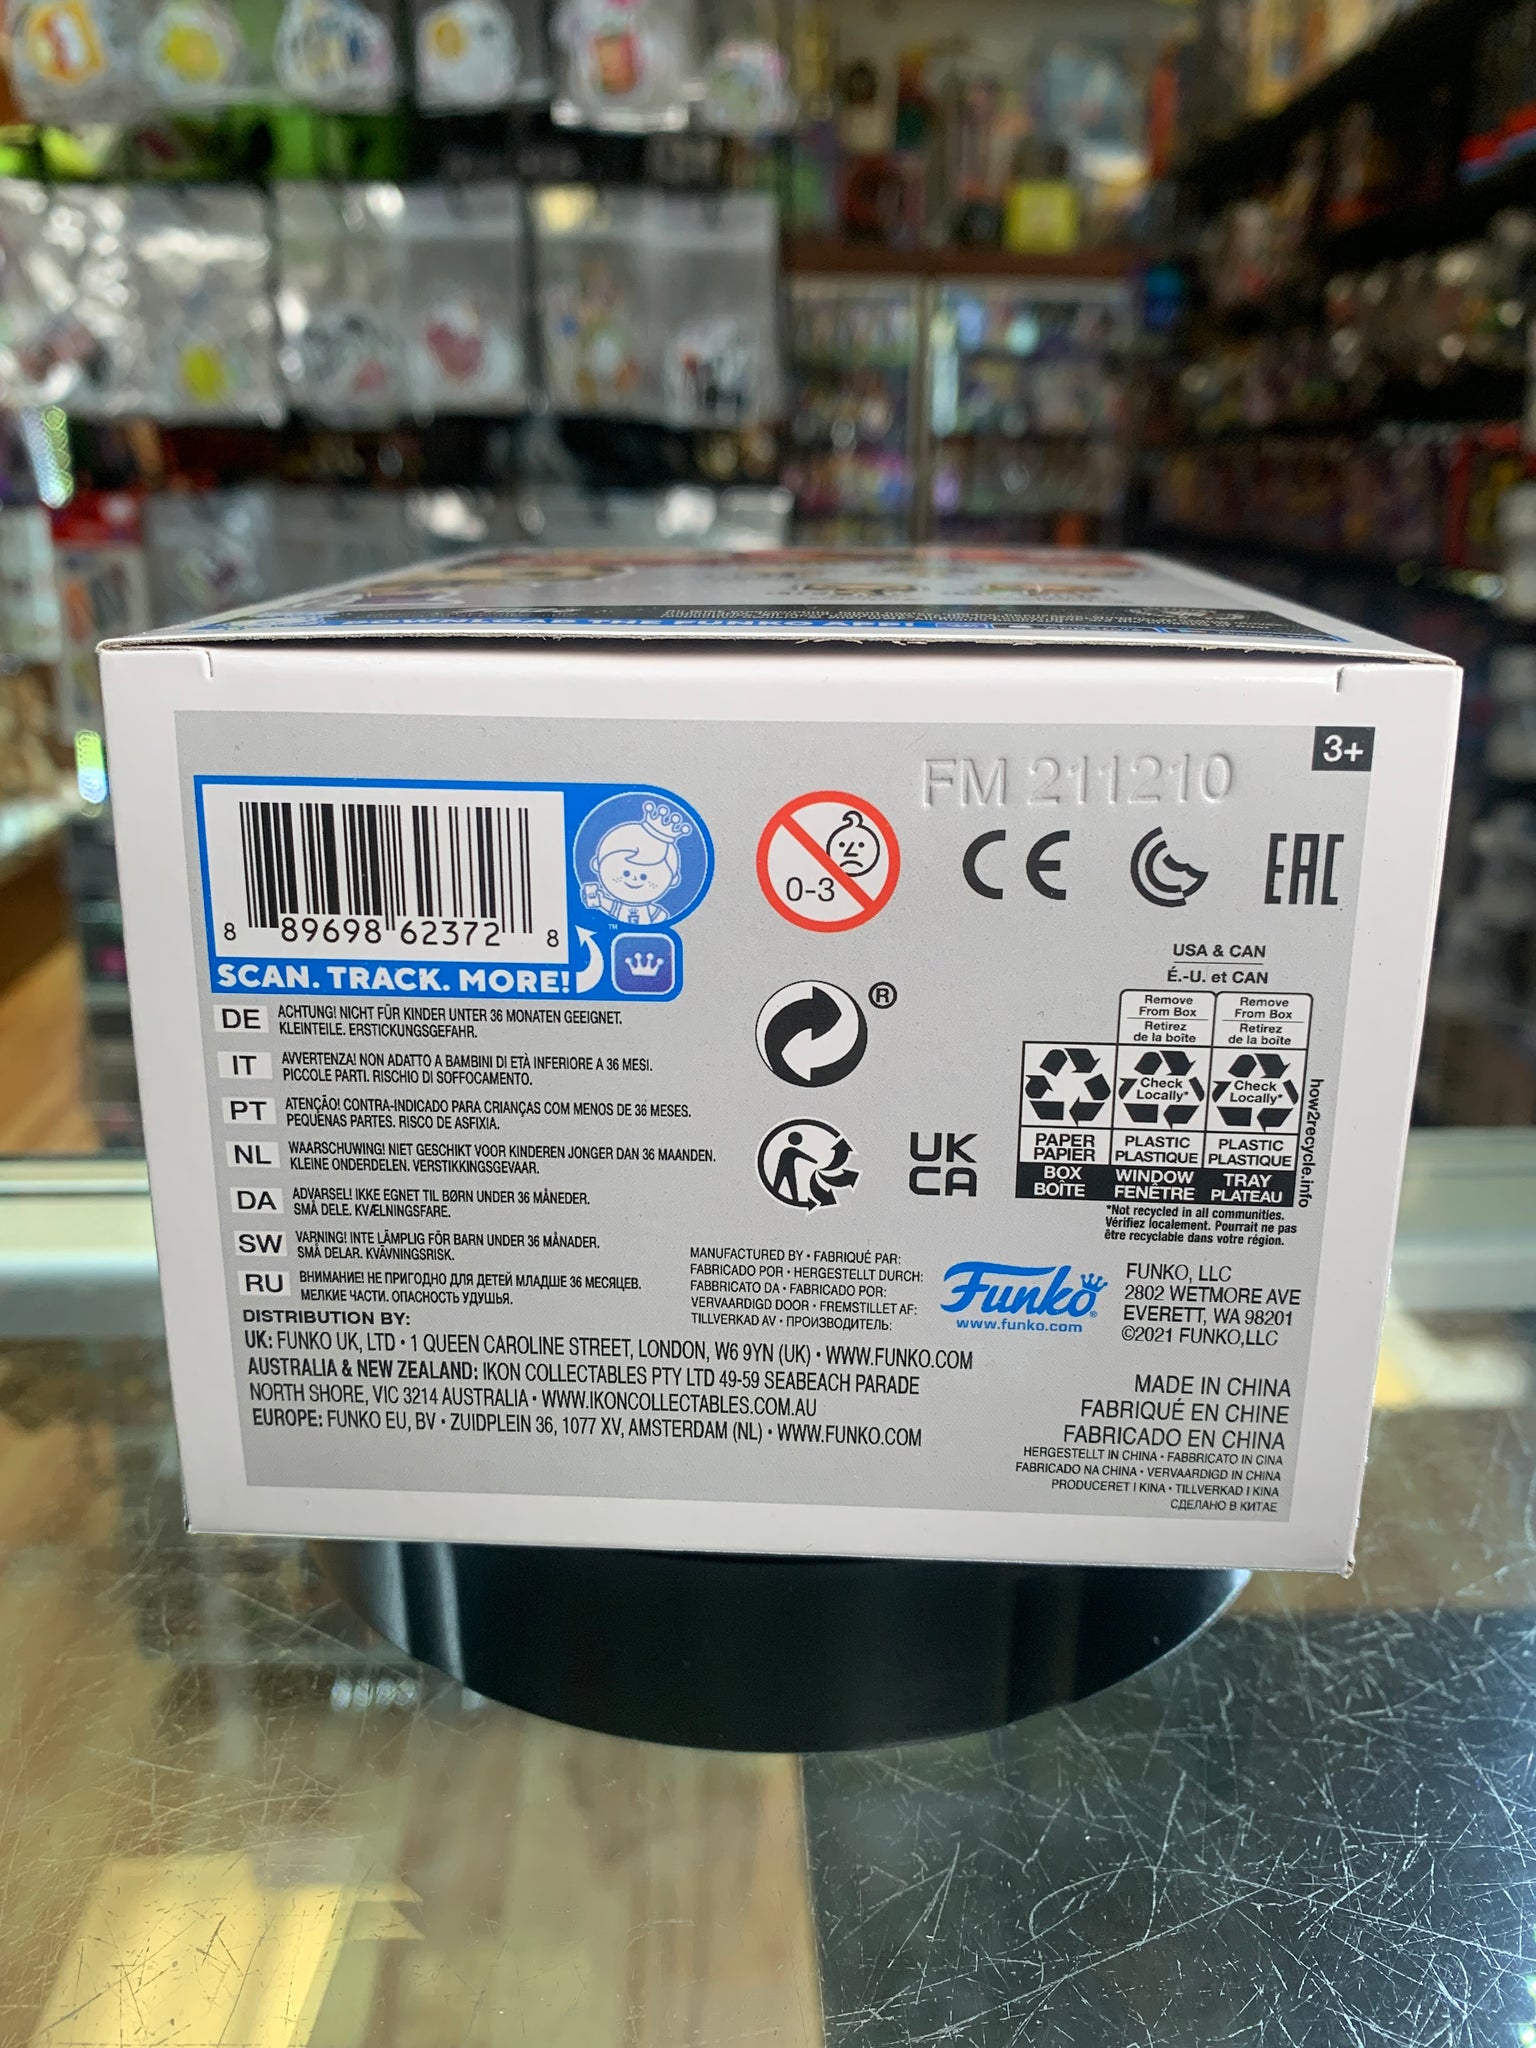 DOWNLOAD THE FUNKO APP!
FM 211210
3+
0-3
CE
EAC
8 89698 62372 8
™
SCAN. TRACK. MORE!
DE ACHTUNG! NICHT FÜR KINDER UNTER 36 MONATEN GEEIGNET.
KLEINTEILE. ERSTICKUNGSGEFAHR.
IT AVVERTENZA! NON ADATTO A BAMBINI DI ETÀ INFERIORE A 36 MESI.
PICCOLE PARTI. RISCHIO DI SOFFOCAMENTO.
PT ATENÇÃO! CONTRA-INDICADO PARA CRIANÇAS COM MENOS DE 36 MESES.
PEQUENAS PARTES. RISCO DE ASFIXIA.
NL WAARSCHUWING! NIET GESCHIKT VOOR KINDEREN JONGER DAN 36 MAANDEN.
KLEINE ONDERDELEN. VERSTIKKINGSGEVAAR.
DA ADVARSEL! IKKE EGNET TIL BØRN UNDER 36 MÅNEDER.
SMÅ DELE. KVÆLNINGSFARE.
SW VARNING! INTE LÄMPLIG FÖR BARN UNDER 36 MÅNADER.
SMÅ DELAR. KVÄVNINGSRISK.
RU ВНИМАНИЕ! НЕ ПРИГОДНО ДЛЯ ДЕТЕЙ МЛАДШЕ 36 МЕСЯЦЕВ.
МЕЛКИЕ ЧАСТИ. ОПАСНОСТЬ УДУШЬЯ.
®
UK
CA
USA & CAN
É.-U. et CAN
Remove From Box
Retirez de la boîte
Remove From Box
Retirez de la boîte
Check Locally*
Check Locally*
PAPER PAPIER
PLASTIC PLASTIQUE
PLASTIC PLASTIQUE
BOX BOÎTE
WINDOW FENÊTRE
TRAY PLATEAU
how2recycle.info
*Not recycled in all communities.
Vérifiez localement. Pourrait ne pas
être recyclable dans votre région.
MANUFACTURED BY • FABRIQUÉ PAR:
FABRICADO POR • HERGESTELLT DURCH:
FABBRICATO DA • FABRICADO POR:
VERVAARDIGD DOOR • FREMSTILLET AF:
TILLVERKAD AV • ПРОИЗВОДИТЕЛЬ:
Funko®
www.funko.com
FUNKO, LLC
2802 WETMORE AVE
EVERETT, WA 98201
©2021 FUNKO,LLC
DISTRIBUTION BY:
UK: FUNKO UK, LTD • 1 QUEEN CAROLINE STREET, LONDON, W6 9YN (UK) • WWW.FUNKO.COM
AUSTRALIA & NEW ZEALAND: IKON COLLECTABLES PTY LTD 49-59 SEABEACH PARADE
NORTH SHORE, VIC 3214 AUSTRALIA • WWW.IKONCOLLECTABLES.COM.AU
EUROPE: FUNKO EU, BV • ZUIDPLEIN 36, 1077 XV, AMSTERDAM (NL) • WWW.FUNKO.COM
MADE IN CHINA
FABRIQUÉ EN CHINE
FABRICADO EN CHINA
HERGESTELLT IN CHINA • FABBRICATO IN CINA
FABRICADO NA CHINA • VERVAARDIGD IN CHINA
PRODUCERET I KINA • TILLVERKAD I KINA
СДЕЛАНО В КИТАЕ